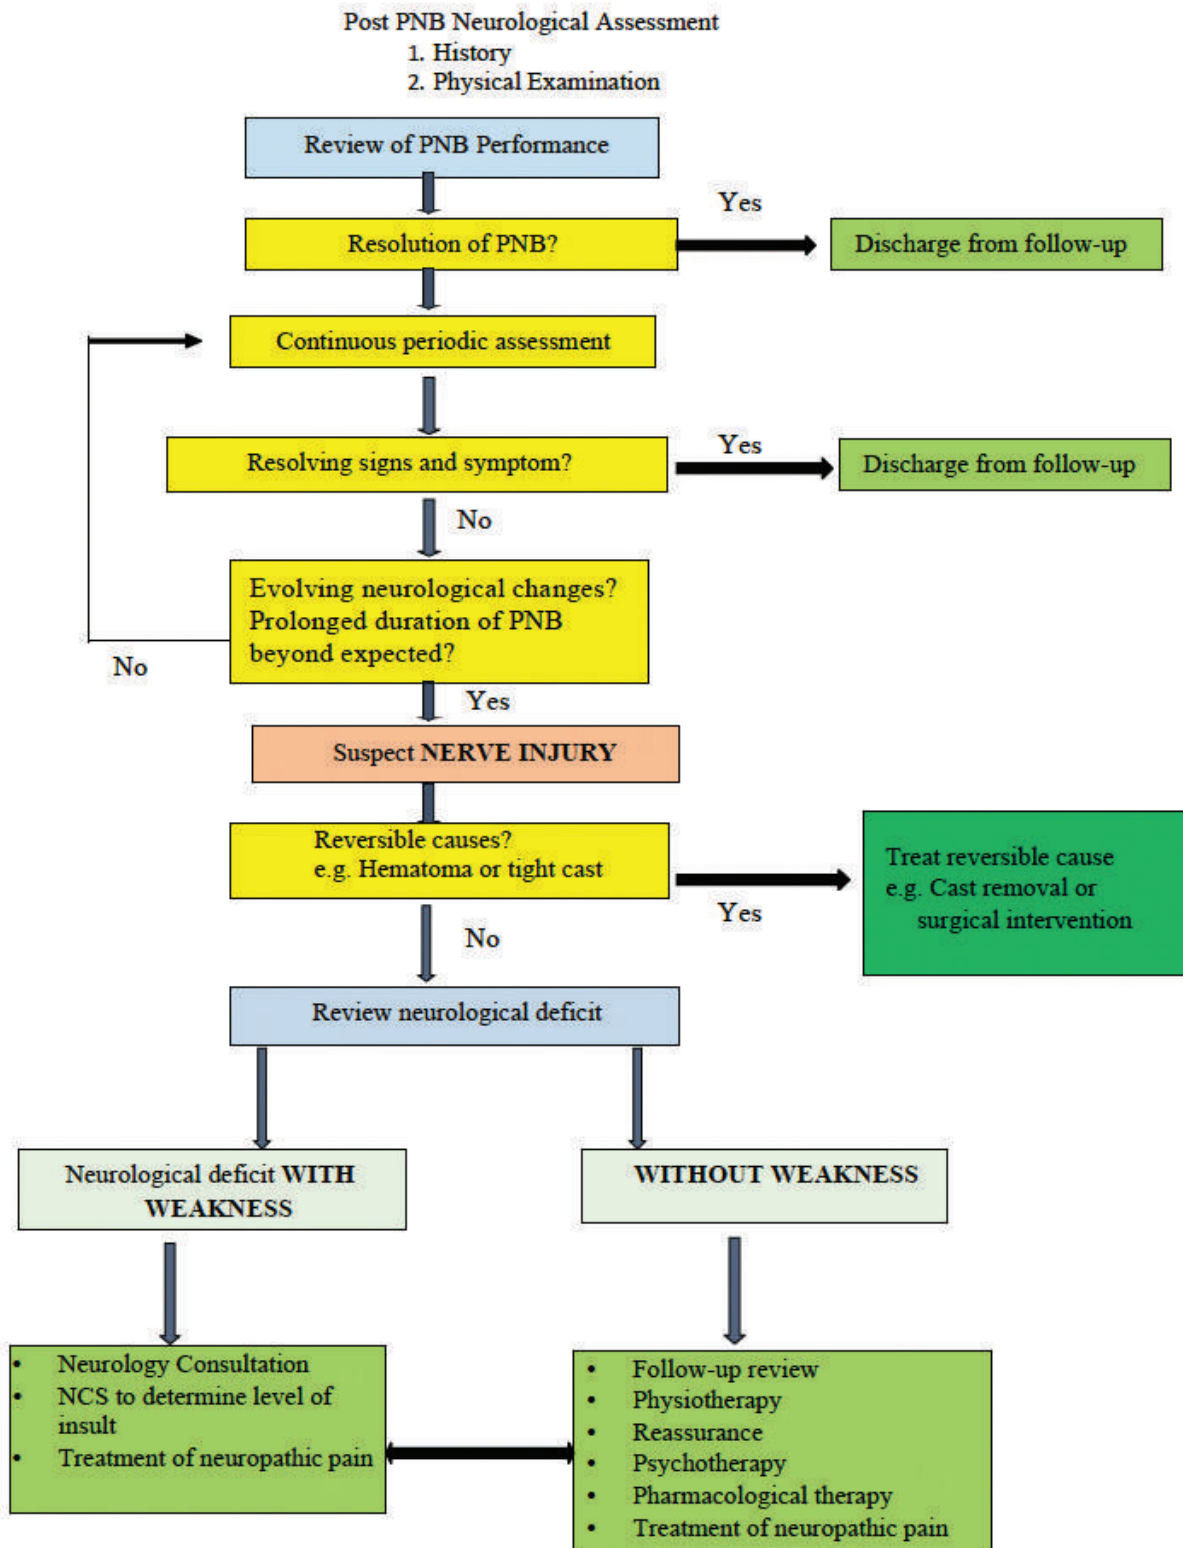 Post PNB Neurological Assessment
1. History
2. Physical Examination
Review of PNB Performance
Yes
Resolution of PNB?
Discharge from follow-up
Continuous periodic assessment
Yes
Resolving signs and symptom?
Discharge from follow-up
No
Evolving neurological changes?
Prolonged duration of PNB
beyond expected?
No
Yes
Suspect NERVE INJURY
Reversible causes?
e.g. Hematoma or tight cast
Treat reversible cause
e.g. Cast removal or
surgical intervention
Yes
No
Review neurological deficit
Neurological deficit WITH
WEAKNESS
WITHOUT WEAKNESS
• Neurology Consultation
• NCS to determine level of
insult
• Treatment of neuropathic pain
• Follow-up review
• Physiotherapy
• Reassurance
• Psychotherapy
• Pharmacological therapy
• Treatment of neuropathic pain